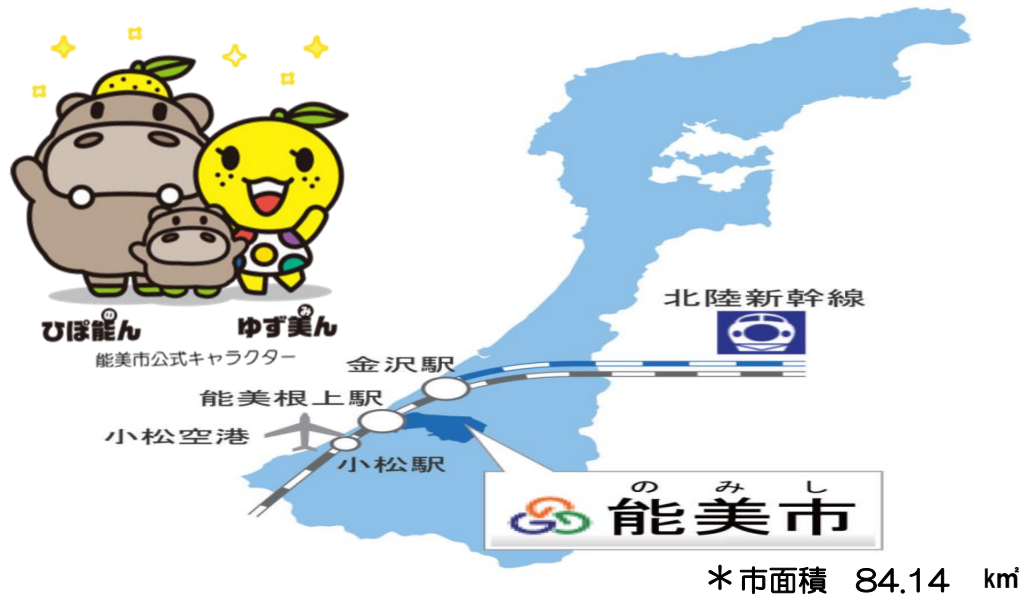 北陸新幹線
の
ひぽ能ん
み
ゆず美ん
能美市公式キャラクター
金沢駅
能美根上駅
小松空港
小松駅
のみし
能美市
＊市面積 84.14 km²